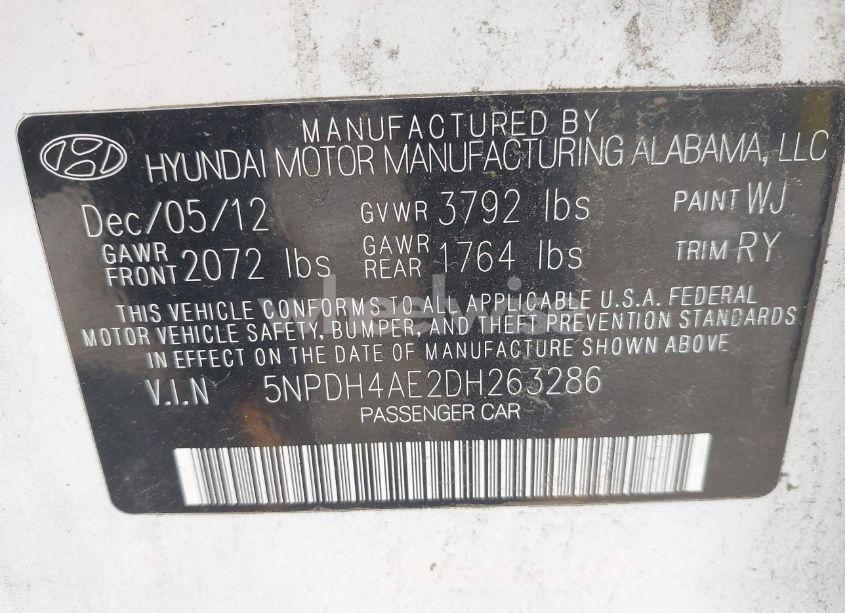 MANUFACTURED BY
HYUNDAI MOTOR MANUFACTURING ALABAMA, LLC
Dec/05/12 GVWR 3792 lbs PAINT WJ
GAWR FRONT 2072 lbs GAWR REAR 1764 lbs TRIM RY
THIS VEHICLE CONFORMS TO ALL APPLICABLE U.S.A. FEDERAL
MOTOR VEHICLE SAFETY, BUMPER, AND THEFT PREVENTION STANDARDS
IN EFFECT ON THE DATE OF MANUFACTURE SHOWN ABOVE
V.I.N 5NPDH4AE2DH263286
PASSENGER CAR